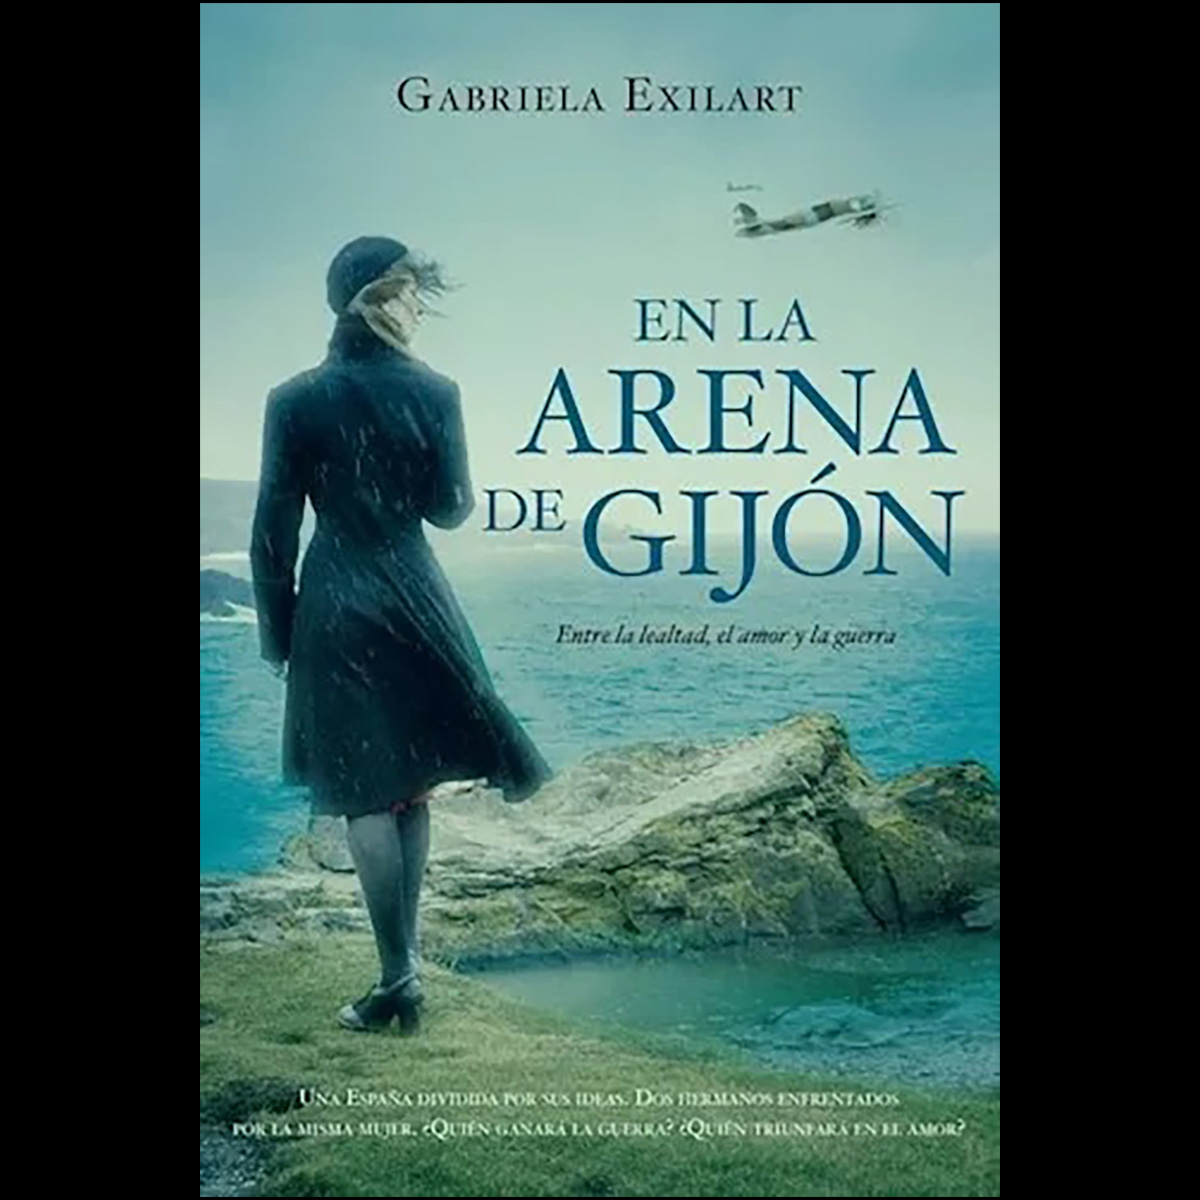 GABRIELA EXILART
EN LA
ARENA
DE GIJÓN
Entre la lealtad, el amor y la guerra
UNA ESPAÑA DIVIDIDA POR SUS IDEAS. DOS HERMANOS ENFRENTADOS
POR LA MISMA MUJER. ¿QUIÉN GANARÁ LA GUERRA? ¿QUIÉN TRIUNFARÁ EN EL AMOR?